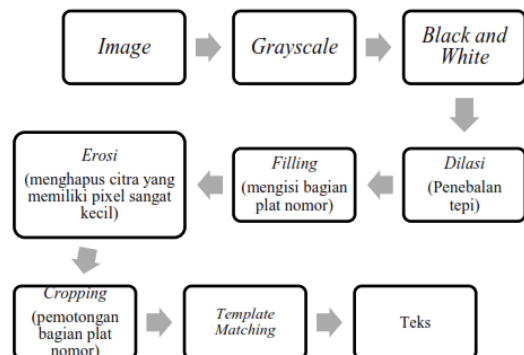 Image
Grayscale
Black and
White
Dilasi
(Penebalan
tepi)
Filling
(mengisi bagian
plat nomor)
Erosi
(menghapus citra yang
memiliki pixel sangat
kecil)
Cropping
(pemotongan
bagian plat
nomor)
Template
Matching
Teks